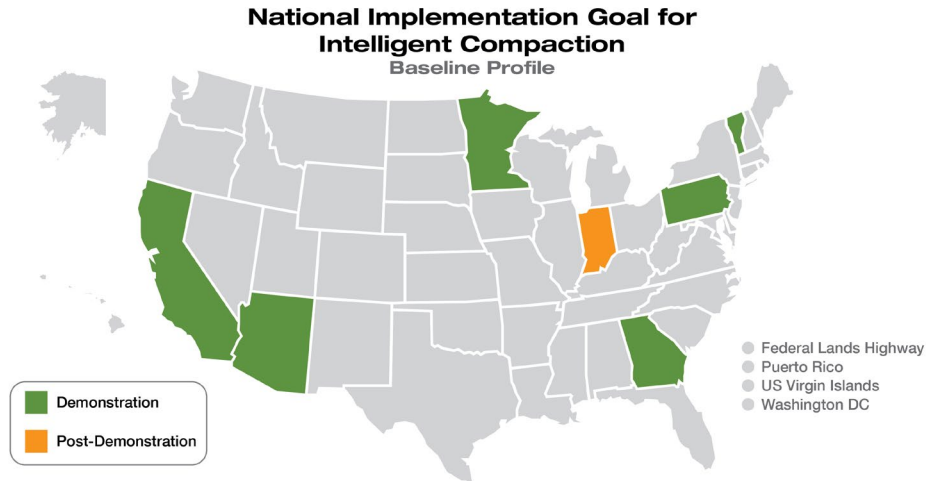 National Implementation Goal for
Intelligent Compaction
Baseline Profile
Federal Lands Highway
Puerto Rico
US Virgin Islands
Washington DC
Demonstration
Post-Demonstration